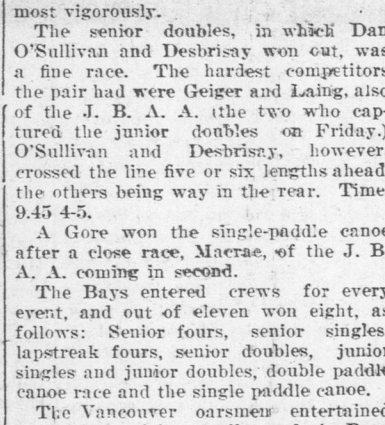 most vigorously.
The senior doubles, in which Dan
O'Sullivan and Desbrisay won out, was
a fine race. The hardest competitors
the pair had were Geiger and Laing, also
of the J. B. A. A. (the two who cap-
tured the junior doubles on Friday.)
O'Sullivan and Desbrisay, however
crossed the line five or six lengths ahead
the others being way in the rear. Time
9.45 4-5.
A Gore won the single-paddle canoe
after a close race, Macrae, of the J. B
A. A. coming in second.
The Bays entered crews for every
event, and out of eleven won eight, as
follows: Senior fours, senior singles
lapstreak fours, senior doubles, junior
singles and junior doubles, double paddle
canoe race and the single paddle canoe.
The Vancouver oarsmen entertained